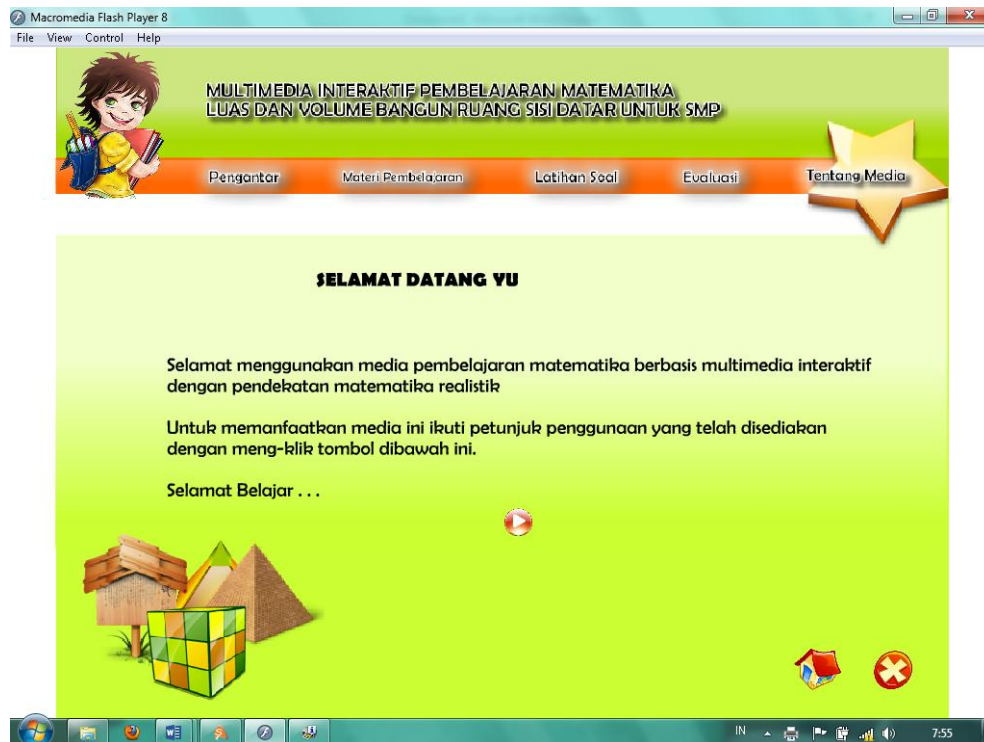 Macromedia Flash Player 8
File View Control Help
MULTIMEDIA INTERAKTIF PEMBELAJARAN MATEMATIKA
LUAS DAN VOLUME BANGUN RUANG SISI DATAR UNTUK SMP
Pengantar Materi Pembelajaran Latihan Soal Evaluasi Tentang Media
SELAMAT DATANG YU
Selamat menggunakan media pembelajaran matematika berbasis multimedia interaktif
dengan pendekatan matematika realistik
Untuk memanfaatkan media ini ikuti petunjuk penggunaan yang telah disediakan
dengan meng-klik tombol dibawah ini.
Selamat Belajar . . .
IN 7:55